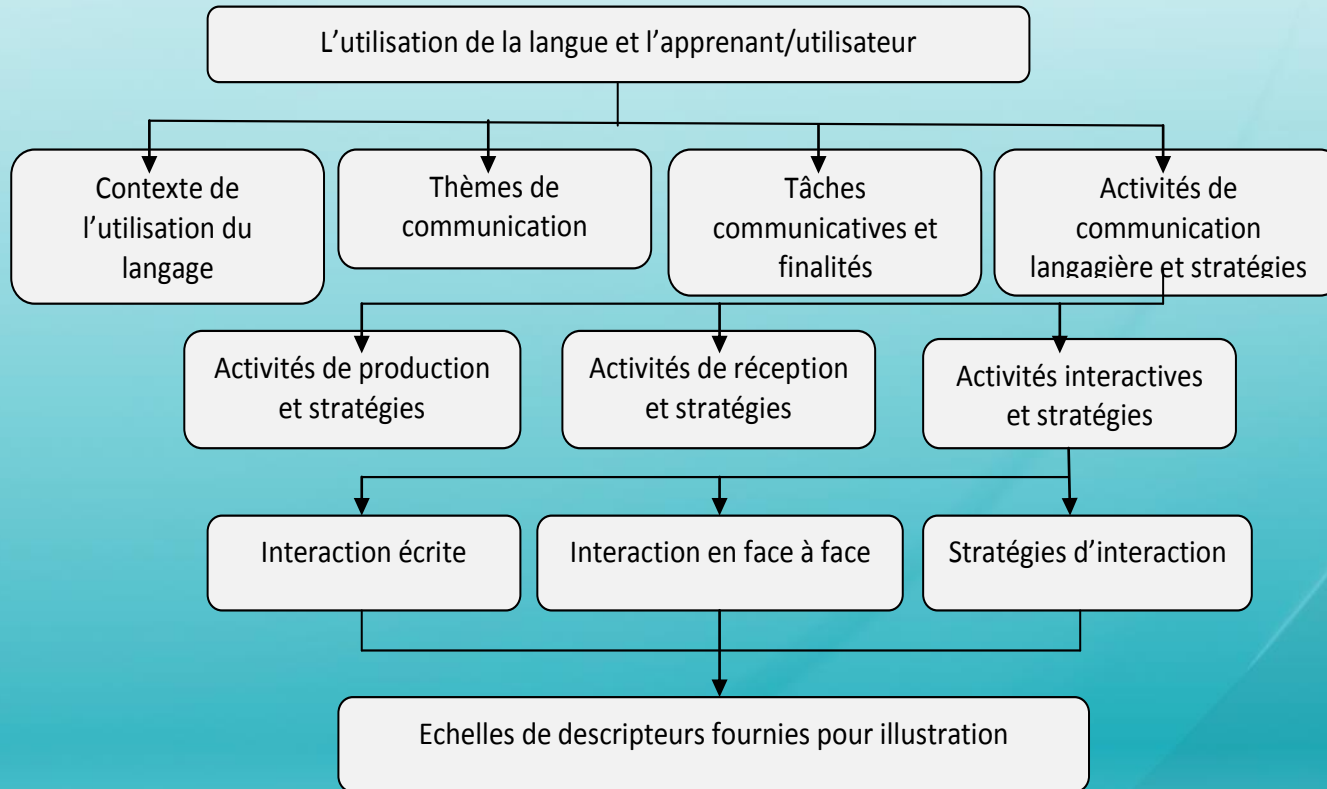 L’utilisation de la langue et l’apprenant/utilisateur
Contexte de
l’utilisation du
langage
Thèmes de
communication
Tâches
communicatives et
finalités
Activités de
communication
langagière et stratégies
Activités de production
et stratégies
Activités de réception
et stratégies
Activités interactives
et stratégies
Interaction écrite
Interaction en face à face
Stratégies d’interaction
Echelles de descripteurs fournies pour illustration